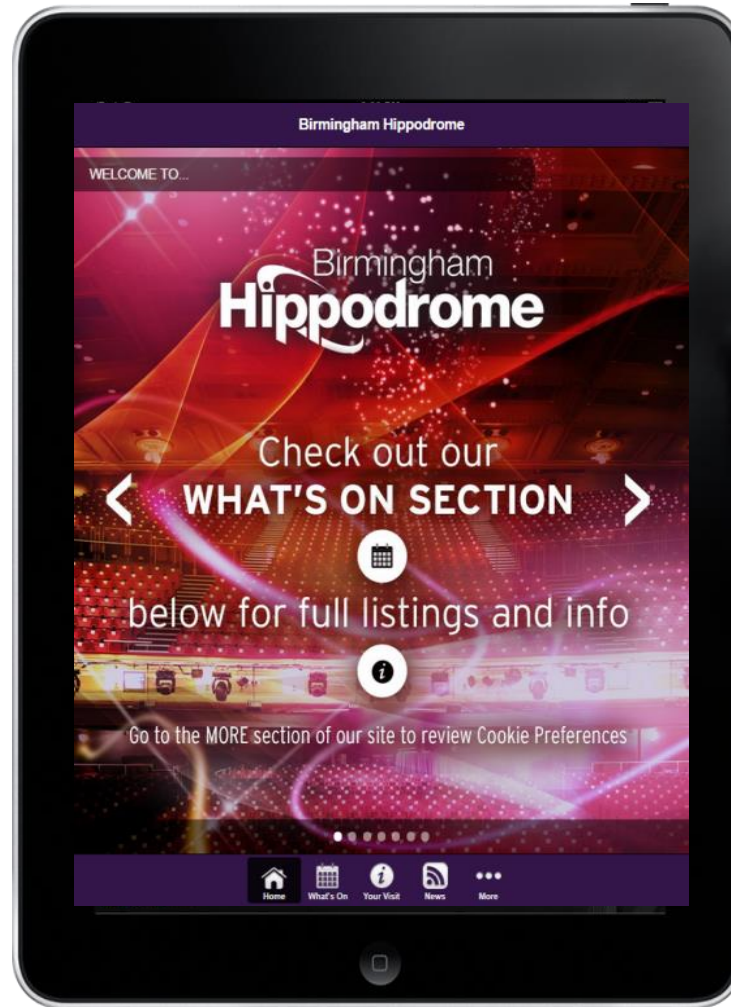 Birmingham Hippodrome
WELCOME TO...
Birmingham
Hippodrome
Check out our
WHAT'S ON SECTION
below for full listings and info
Go to the MORE section of our site to review Cookie Preferences
Home What's On Your Visit News More